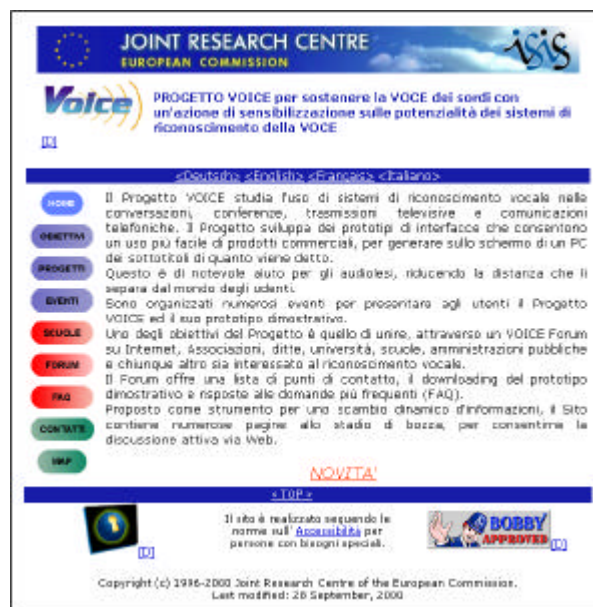 JOINT RESEARCH CENTRE
EUROPEAN COMMISSION
isis
Voice
PROGETTO VOICE per sostenere la VOCE dei sordi con
un'azione di sensibilizzazione sulle potenzialità dei sistemi di
riconoscimento della VOCE
[D]
<Deutsch> <English> <Français> <Italiano>
HOME
OBIETTIVI
PROGETTI
EVENTI
SCUOLE
FORUM
FAQ
CONTATTI
MAP
Il Progetto VOICE studia l'uso di sistemi di riconoscimento vocale nelle
conversazioni, conferenze, trasmissioni televisive e comunicazioni
telefoniche. Il Progetto sviluppa dei prototipi di interfacce che consentono
un uso più facile di prodotti commerciali, per generare sullo schermo di un PC
dei sottotitoli di quanto viene detto.
Questo è di notevole aiuto per gli audiolesi, riducendo la distanza che li
separa dal mondo degli udenti.
Sono organizzati numerosi eventi per presentare agli utenti il Progetto
VOICE ed il suo prototipo dimostrativo.
Uno degli obiettivi del Progetto è quello di unire, attraverso un VOICE Forum
su Internet, Associazioni, ditte, università, scuole, amministrazioni pubbliche
e chiunque altro sia interessato al riconoscimento vocale.
Il Forum offre una lista di punti di contatto, il downloading del prototipo
dimostrativo e risposte alle domande più frequenti (FAQ).
Proposto come strumento per uno scambio dinamico d'informazioni, il Sito
contiene numerose pagine allo stadio di bozza, per consentirne la
discussione attiva via Web.
NOVITA'
<TOP>
[D]
Il sito è realizzato seguendo le
norme sull' Accessibilità per
persone con bisogni speciali.
BOBBY
APPROVED
[D]
Copyright (c) 1996-2000 Joint Research Centre of the European Commission.
Last modified: 28 September, 2000